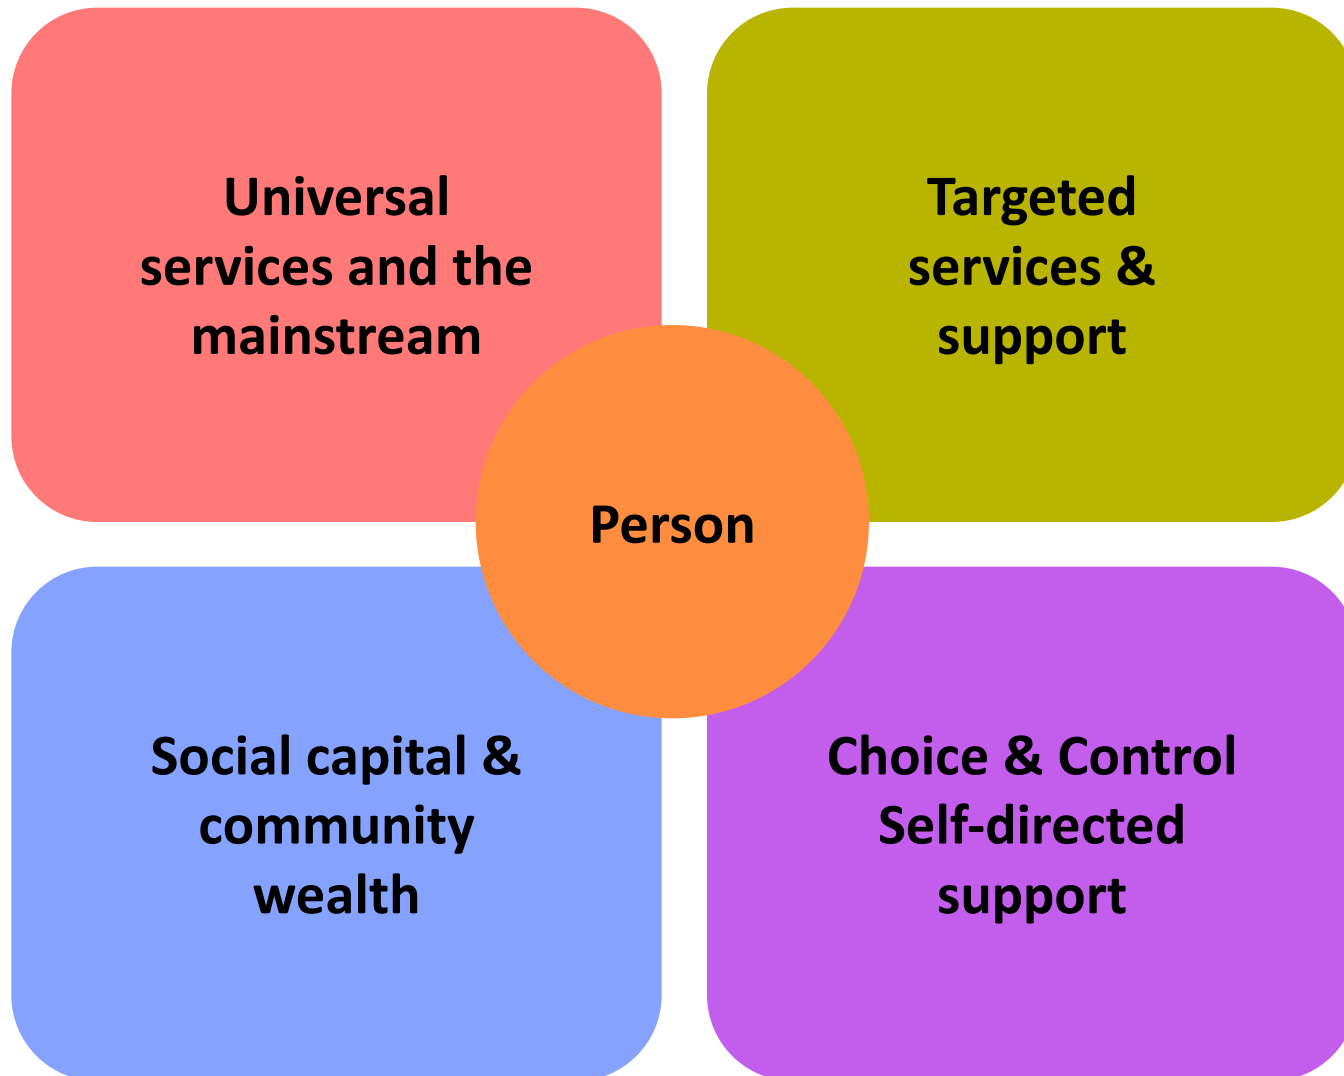 Universal
services and the
mainstream
Targeted
services &
support
Person
Social capital &
community
wealth
Choice & Control
Self-directed
support